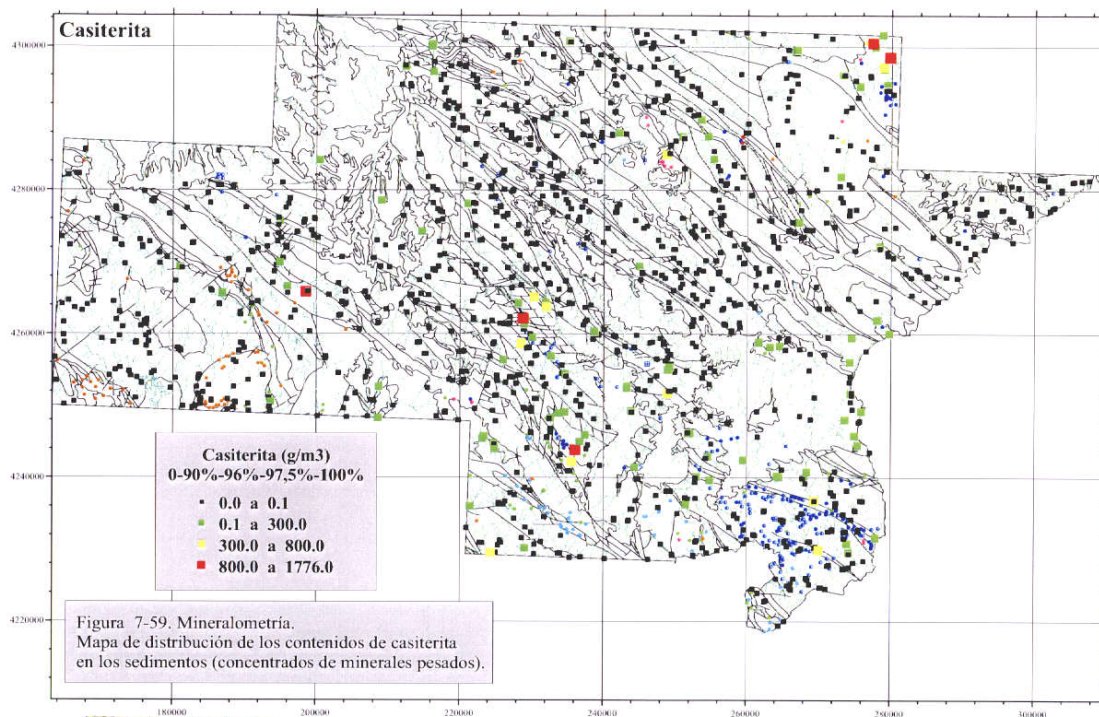 Casiterita
4300000
4280000
4260000
4240000
4220000
Casiterita (g/m3)
0-90%-96%-97,5%-100%
0.0 a 0.1
0.1 a 300.0
300.0 a 800.0
800.0 a 1776.0
Figura 7-59. Mineralometría.
Mapa de distribución de los contenidos de casiterita
en los sedimentos (concentrados de minerales pesados).
180000 200000 220000 240000 260000 280000 300000